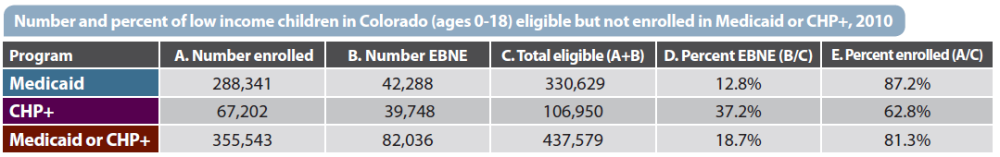 Number and percent of low income children in Colorado (ages 0-18) eligible but not enrolled in Medicaid or CHP+, 2010
Program A. Number enrolled B. Number EBNE C. Total eligible (A+B) D. Percent EBNE (B/C) E. Percent enrolled (A/C)
Medicaid 288,341 42,288 330,629 12.8% 87.2%
CHP+ 67,202 39,748 106,950 37.2% 62.8%
Medicaid or CHP+ 355,543 82,036 437,579 18.7% 81.3%